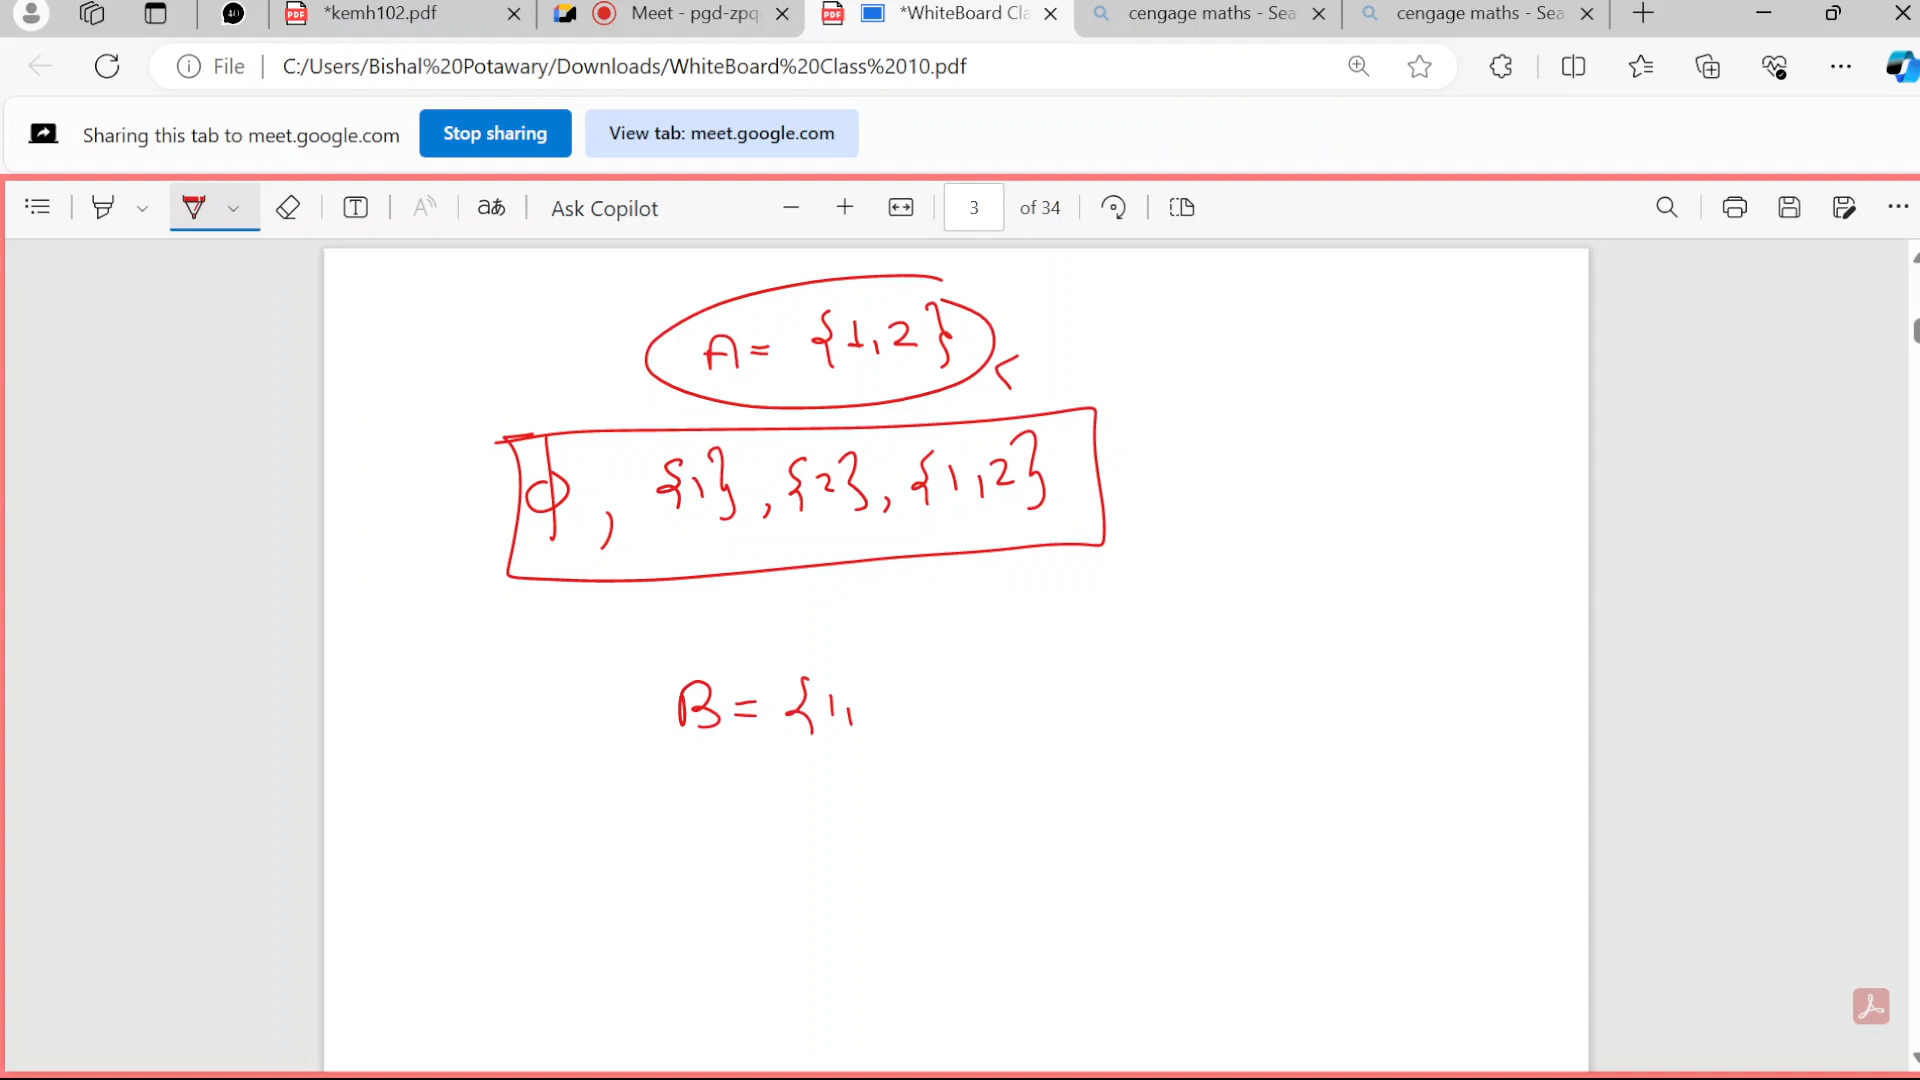 *kemh102.pdf
Meet - pgd-zpq
*WhiteBoard Cla
cengage maths - Sea
cengage maths - Sea
File
C:/Users/Bishal%20Potawary/Downloads/WhiteBoard%20Class%2010.pdf
Sharing this tab to meet.google.com
Stop sharing
View tab: meet.google.com
Ask Copilot
3 of 34
A = {1,2}
ϕ, {1}, {2}, {1,2}
B = {1,